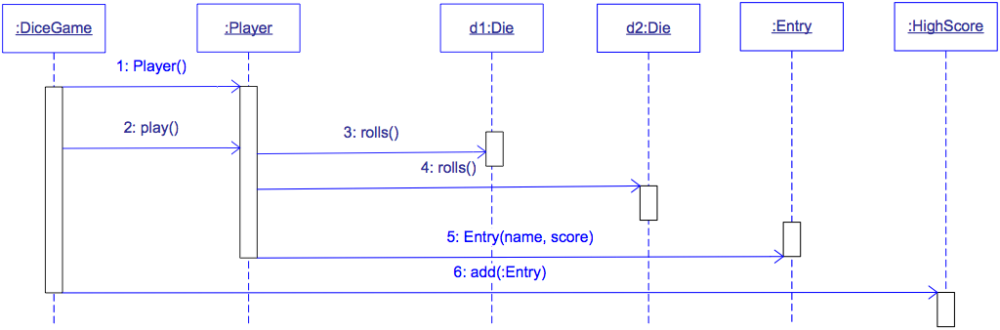 :DiceGame
:Player
d1:Die
d2:Die
:Entry
:HighScore
1: Player()
2: play()
3: rolls()
4: rolls()
5: Entry(name, score)
6: add(:Entry)